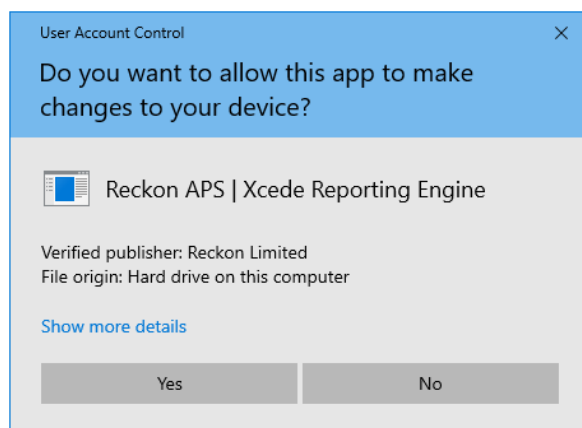 User Account Control
Do you want to allow this app to make
changes to your device?
Reckon APS | Xcede Reporting Engine
Verified publisher: Reckon Limited
File origin: Hard drive on this computer
Show more details
Yes No